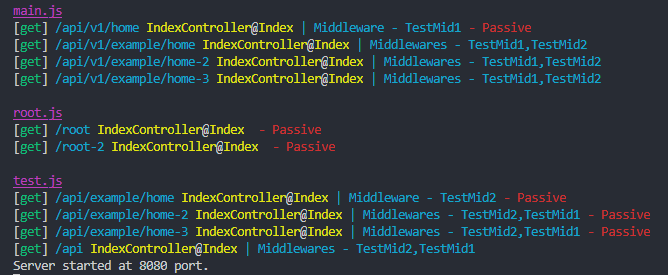 main.js
[get] /api/v1/home IndexController@Index | Middleware - TestMid1 - Passive
[get] /api/v1/example/home IndexController@Index | Middlewares - TestMid1,TestMid2
[get] /api/v1/example/home-2 IndexController@Index | Middlewares - TestMid1,TestMid2
[get] /api/v1/example/home-3 IndexController@Index | Middlewares - TestMid1,TestMid2
root.js
[get] /root IndexController@Index  - Passive
[get] /root-2 IndexController@Index  - Passive
test.js
[get] /api/example/home IndexController@Index | Middleware - TestMid2 - Passive
[get] /api/example/home-2 IndexController@Index | Middlewares - TestMid2,TestMid1 - Passive
[get] /api/example/home-3 IndexController@Index | Middlewares - TestMid2,TestMid1 - Passive
[get] /api IndexController@Index | Middlewares - TestMid2,TestMid1
Server started at 8080 port.